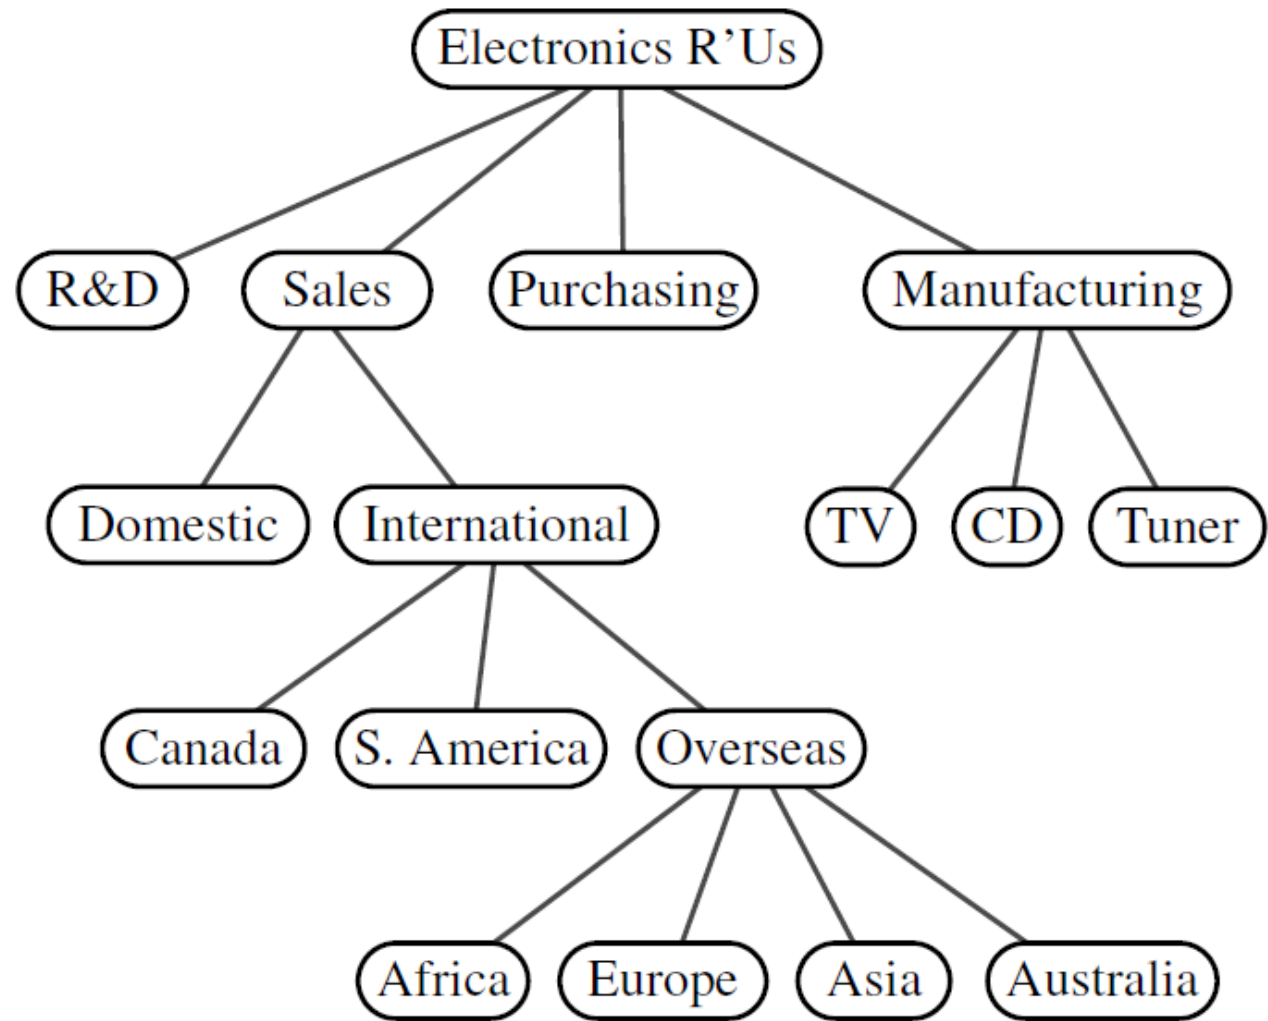 Electronics R’Us
R&D
Sales
Purchasing
Manufacturing
Domestic
International
TV
CD
Tuner
Canada
S. America
Overseas
Africa
Europe
Asia
Australia